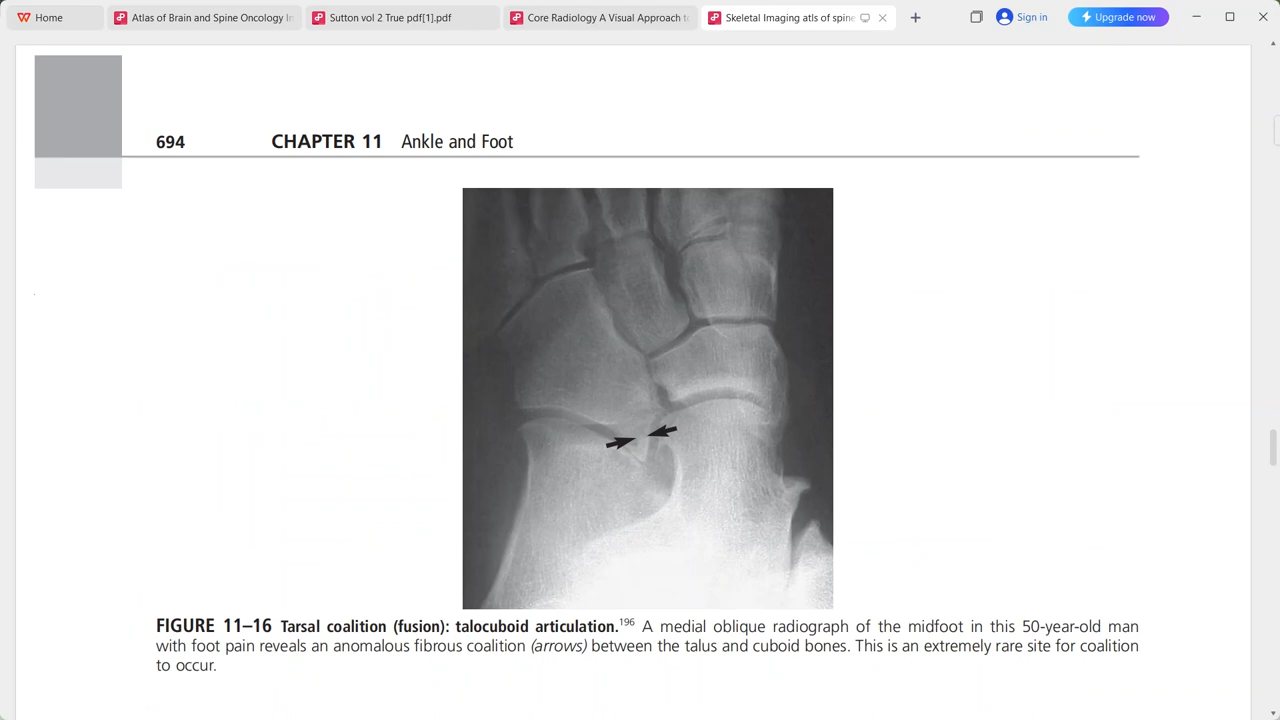 Home
Atlas of Brain and Spine Oncology I
Sutton vol 2 True pdf[1].pdf
Core Radiology A Visual Approach t
Skeletal Imaging atls of spine
Sign in
Upgrade now
694 CHAPTER 11 Ankle and Foot
FIGURE 11–16 Tarsal coalition (fusion): talocuboid articulation.196 A medial oblique radiograph of the midfoot in this 50-year-old man
with foot pain reveals an anomalous fibrous coalition (arrows) between the talus and cuboid bones. This is an extremely rare site for coalition
to occur.